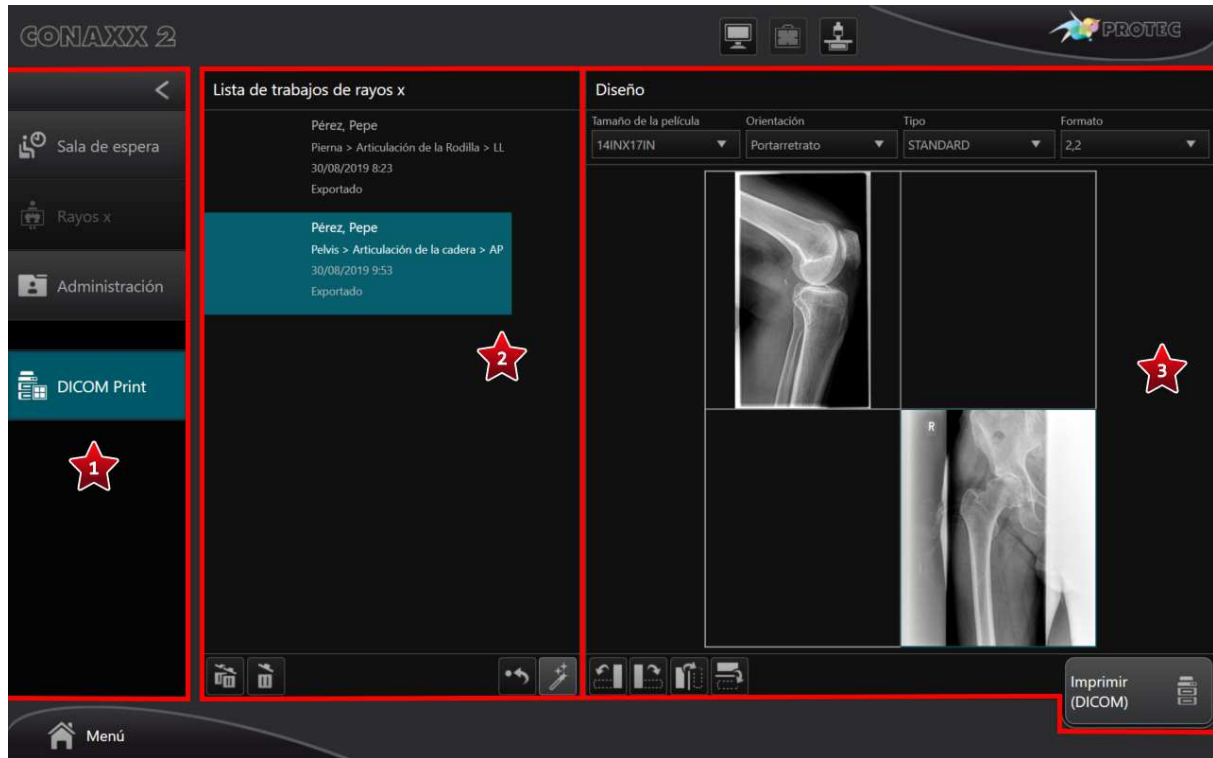 CONAXX 2
PROTEC
Sala de espera
Rayos x
Administración
DICOM Print
1
Lista de trabajos de rayos x
Pérez, Pepe
Pierna > Articulación de la Rodilla > LL
30/08/2019 8:23
Exportado
Pérez, Pepe
Pelvis > Articulación de la cadera > AP
30/08/2019 9:53
Exportado
2
Diseño
Tamaño de la película Orientación Tipo Formato
14INX17IN Portarretrato STANDARD 2,2
R
3
Imprimir
(DICOM)
Menú